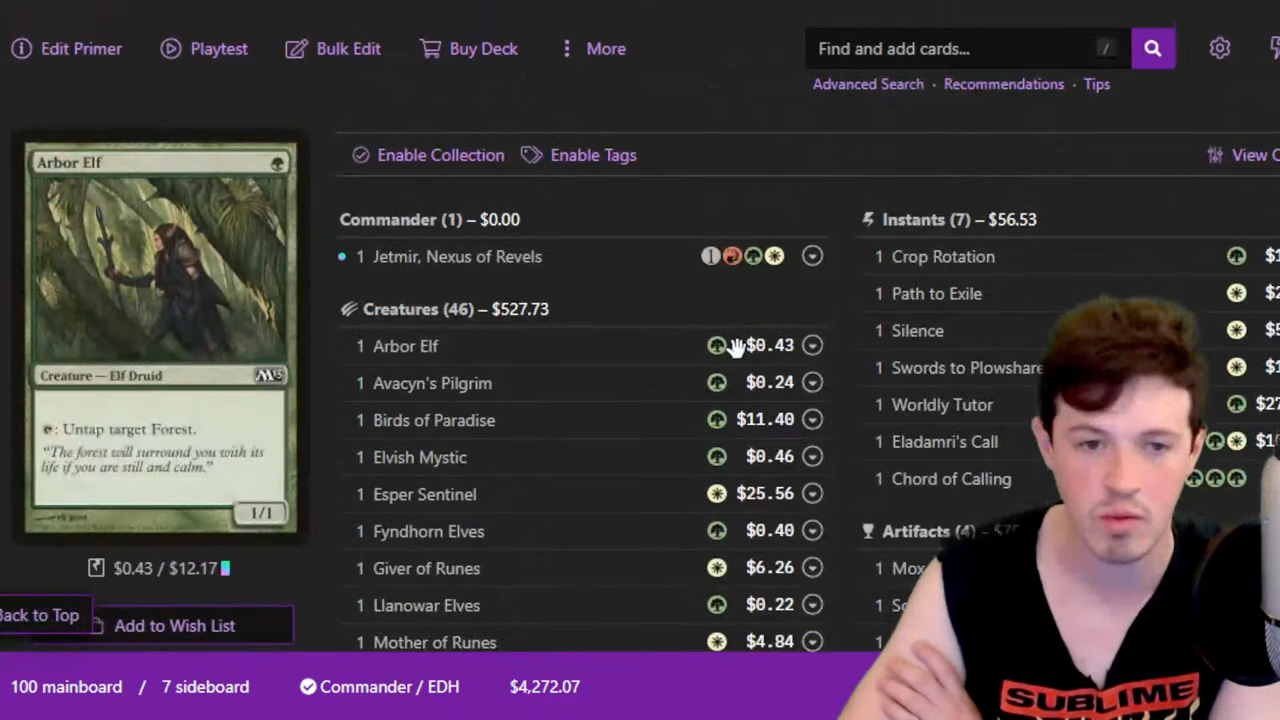 Edit Primer
Playtest
Bulk Edit
Buy Deck
More
Find and add cards...
/
Advanced Search · Recommendations · Tips
Arbor Elf
Creature — Elf Druid
M15
: Untap target Forest.
“The forest will surround you with its
life if you are still and calm.”
1/1
$0.43 / $12.17
Back to Top
Add to Wish List
Enable Collection
Enable Tags
View
Commander (1) – $0.00
1 Jetmir, Nexus of Revels
1
Creatures (46) – $527.73
1 Arbor Elf $0.43
1 Avacyn's Pilgrim $0.24
1 Birds of Paradise $11.40
1 Elvish Mystic $0.46
1 Esper Sentinel $25.56
1 Fyndhorn Elves $0.40
1 Giver of Runes $6.26
1 Llanowar Elves $0.22
1 Mother of Runes $4.84
Instants (7) – $56.53
1 Crop Rotation
1 Path to Exile
1 Silence
1 Swords to Plowshare
1 Worldly Tutor
1 Eladamri's Call
1 Chord of Calling
Artifacts (4)
1 Mox
1
100 mainboard / 7 sideboard
Commander / EDH
$4,272.07
SUBLIME